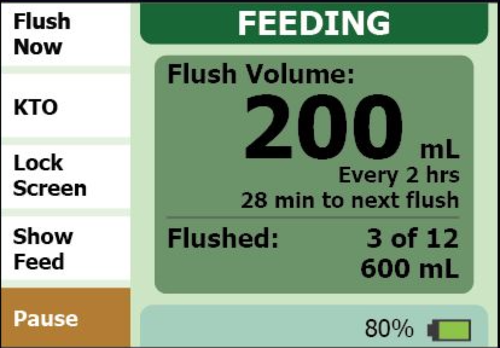 Flush
Now
KTO
Lock
Screen
Show
Feed
Pause
FEEDING
Flush Volume:
200 mL
Every 2 hrs
28 min to next flush
Flushed: 3 of 12
600 mL
80%